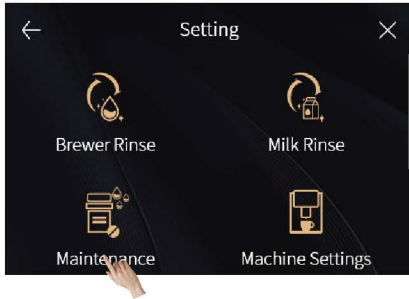 Setting
Brewer Rinse
Milk Rinse
Maintenance
Machine Settings